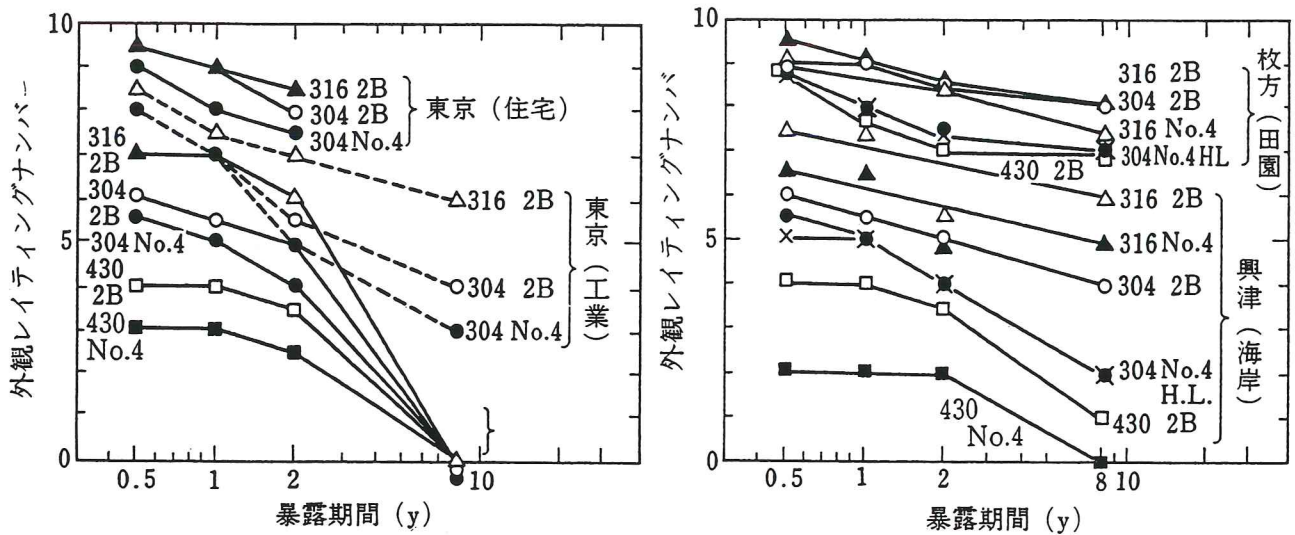 10
5
0
外観レイティングナンバー
316 2B
304 2B
304 No.4
東京（住宅）
316
2B
304
2B
304 No.4
430
2B
430
No.4
316 2B
304 2B
304 No.4
東京（工業）
0.5
1
2
10
暴露期間 (y)
10
5
0
外観レイティングナンバ
316 2B
304 2B
316 No.4
304 No.4 HL
430 2B
枚方（田園）
316 2B
316 No.4
304 2B
304 No.4
H.L.
430 2B
430
No.4
興津（海岸）
0.5
1
2
8
10
暴露期間 (y)